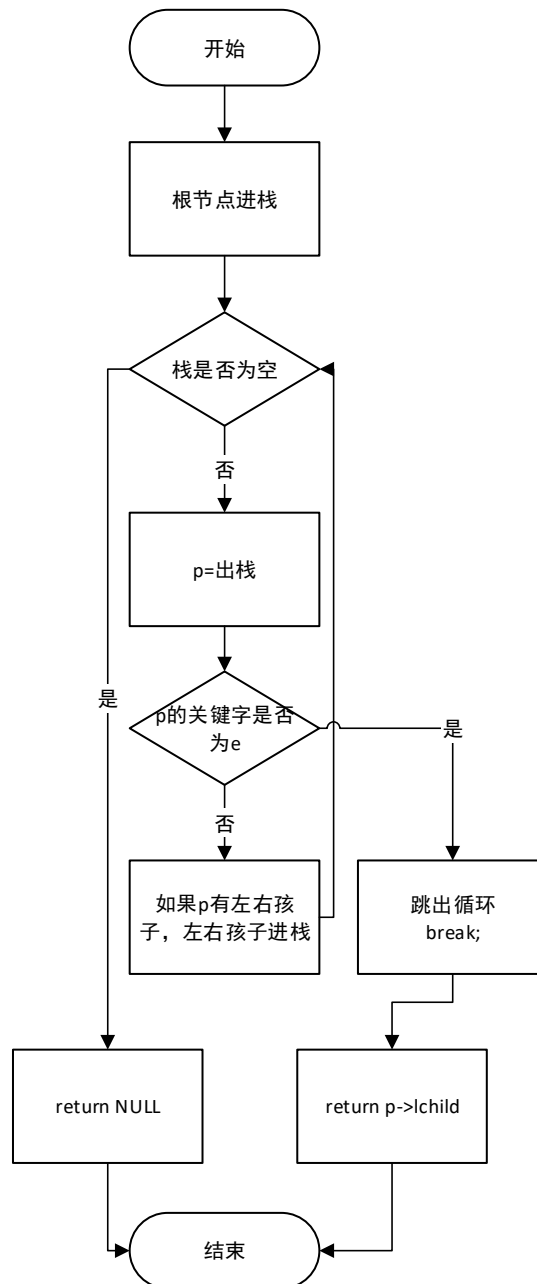 开始
根节点进栈
栈是否为空
否
p=出栈
是
p的关键字是否
为e
是
否
如果p有左右孩
子，左右孩子进栈
跳出循环
break;
return NULL
return p->lchild
结束